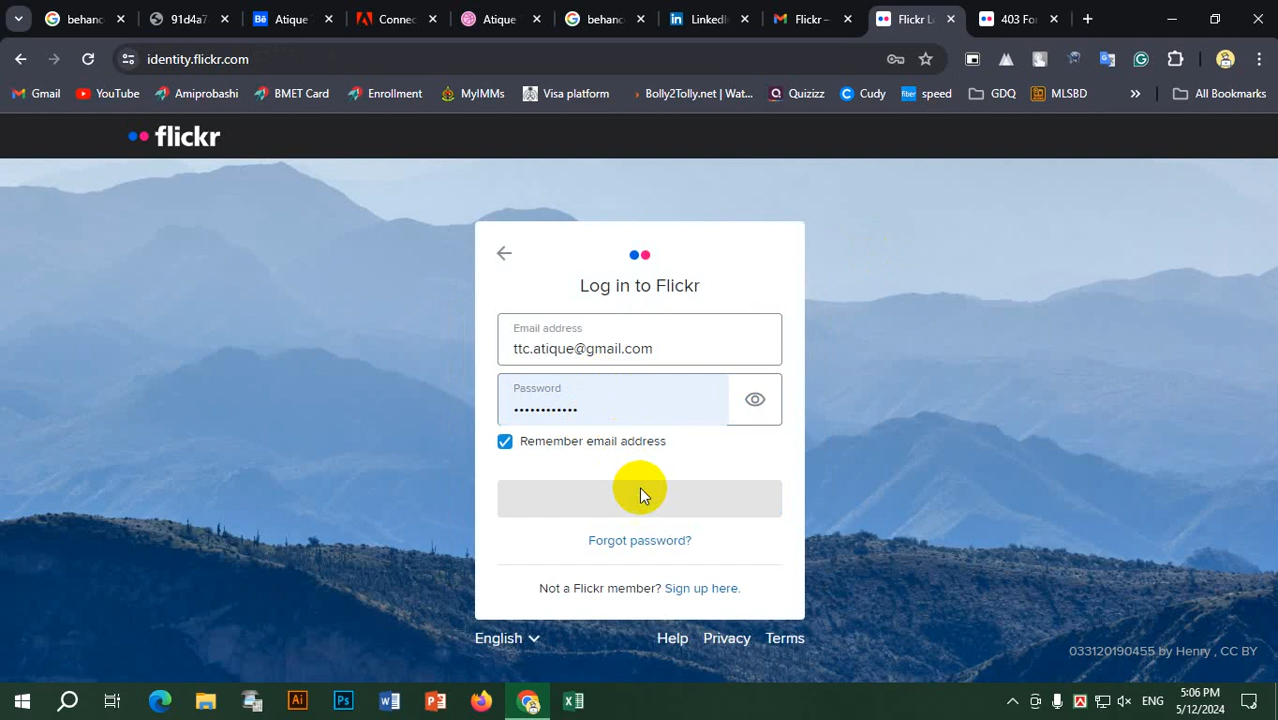 behanc
91d4a7
Atique
Connec
Atique
behanc
LinkedIn
Flickr –
Flickr L
403 For
identity.flickr.com
Gmail
YouTube
Amiprobashi
BMET Card
Enrollment
MyIMMs
Visa platform
Bolly2Tolly.net | Wat...
Quizizz
Cudy
fiber speed
GDQ
MLSBD
All Bookmarks
flickr
Log in to Flickr
Email address
ttc.atique@gmail.com
Password
••••••••••••
Remember email address
Forgot password?
Not a Flickr member? Sign up here.
English
Help
Privacy
Terms
033120190455 by Henry , CC BY
ENG
5:06 PM
5/12/2024